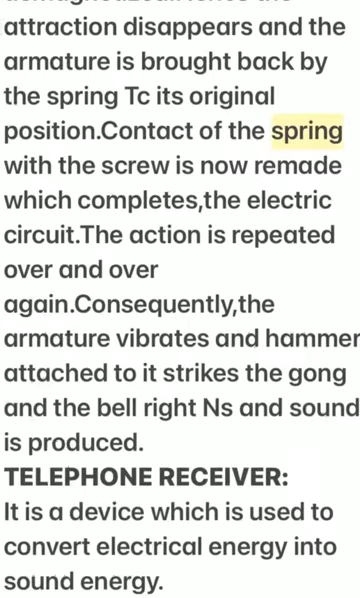 attraction disappears and the
armature is brought back by
the spring Tc its original
position.Contact of the spring
with the screw is now remade
which completes,the electric
circuit.The action is repeated
over and over
again.Consequently,the
armature vibrates and hammer
attached to it strikes the gong
and the bell right Ns and sound
is produced.
TELEPHONE RECEIVER:
It is a device which is used to
convert electrical energy into
sound energy.